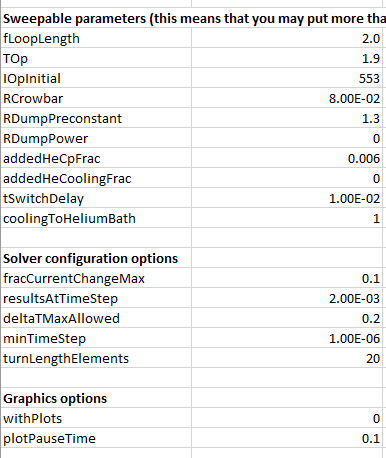 Sweepable parameters (this means that you may put more tha
fLoopLength 2.0
TOp 1.9
IOpInitial 553
RCrowbar 8.00E-02
RDumpPreconstant 1.3
RDumpPower 0
addedHeCpFrac 0.006
addedHeCoolingFrac 0
tSwitchDelay 1.00E-02
coolingToHeliumBath 1
Solver configuration options
fracCurrentChangeMax 0.1
resultsAtTimeStep 2.00E-03
deltaTMaxAllowed 0.2
minTimeStep 1.00E-06
turnLengthElements 20
Graphics options
withPlots 0
plotPauseTime 0.1